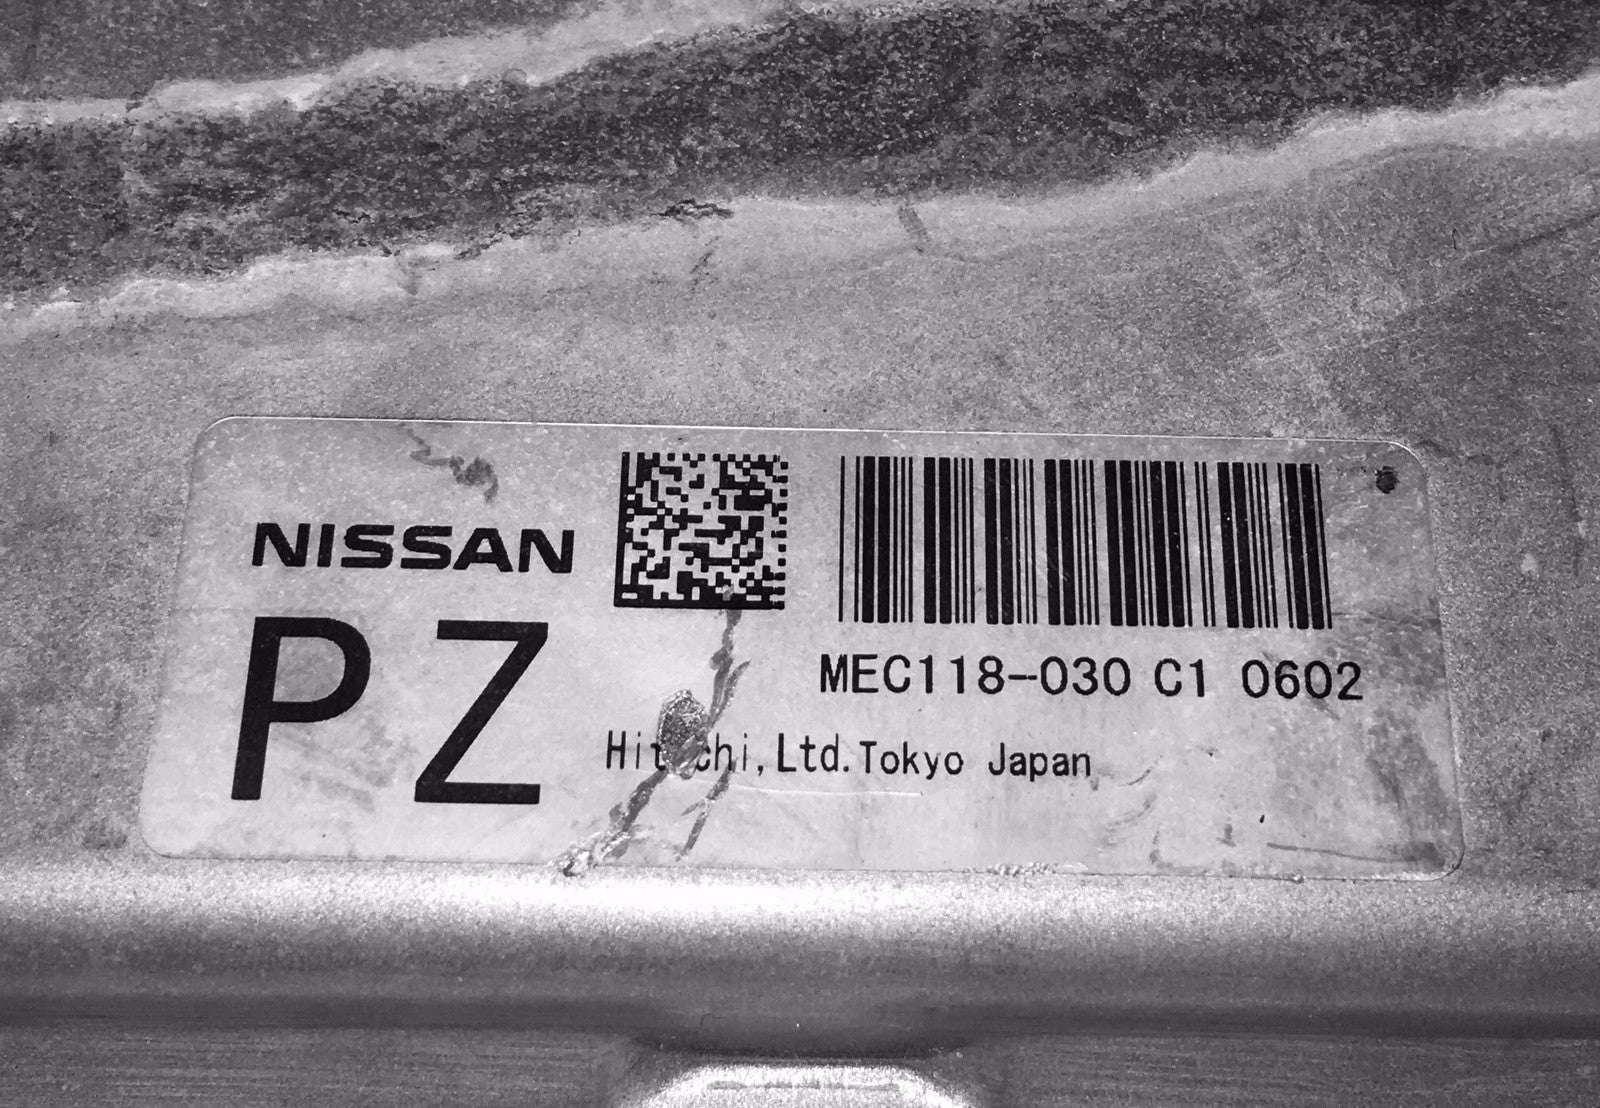 NISSAN
PZ
MEC118-030 C1 0602
Hitachi,Ltd.Tokyo Japan